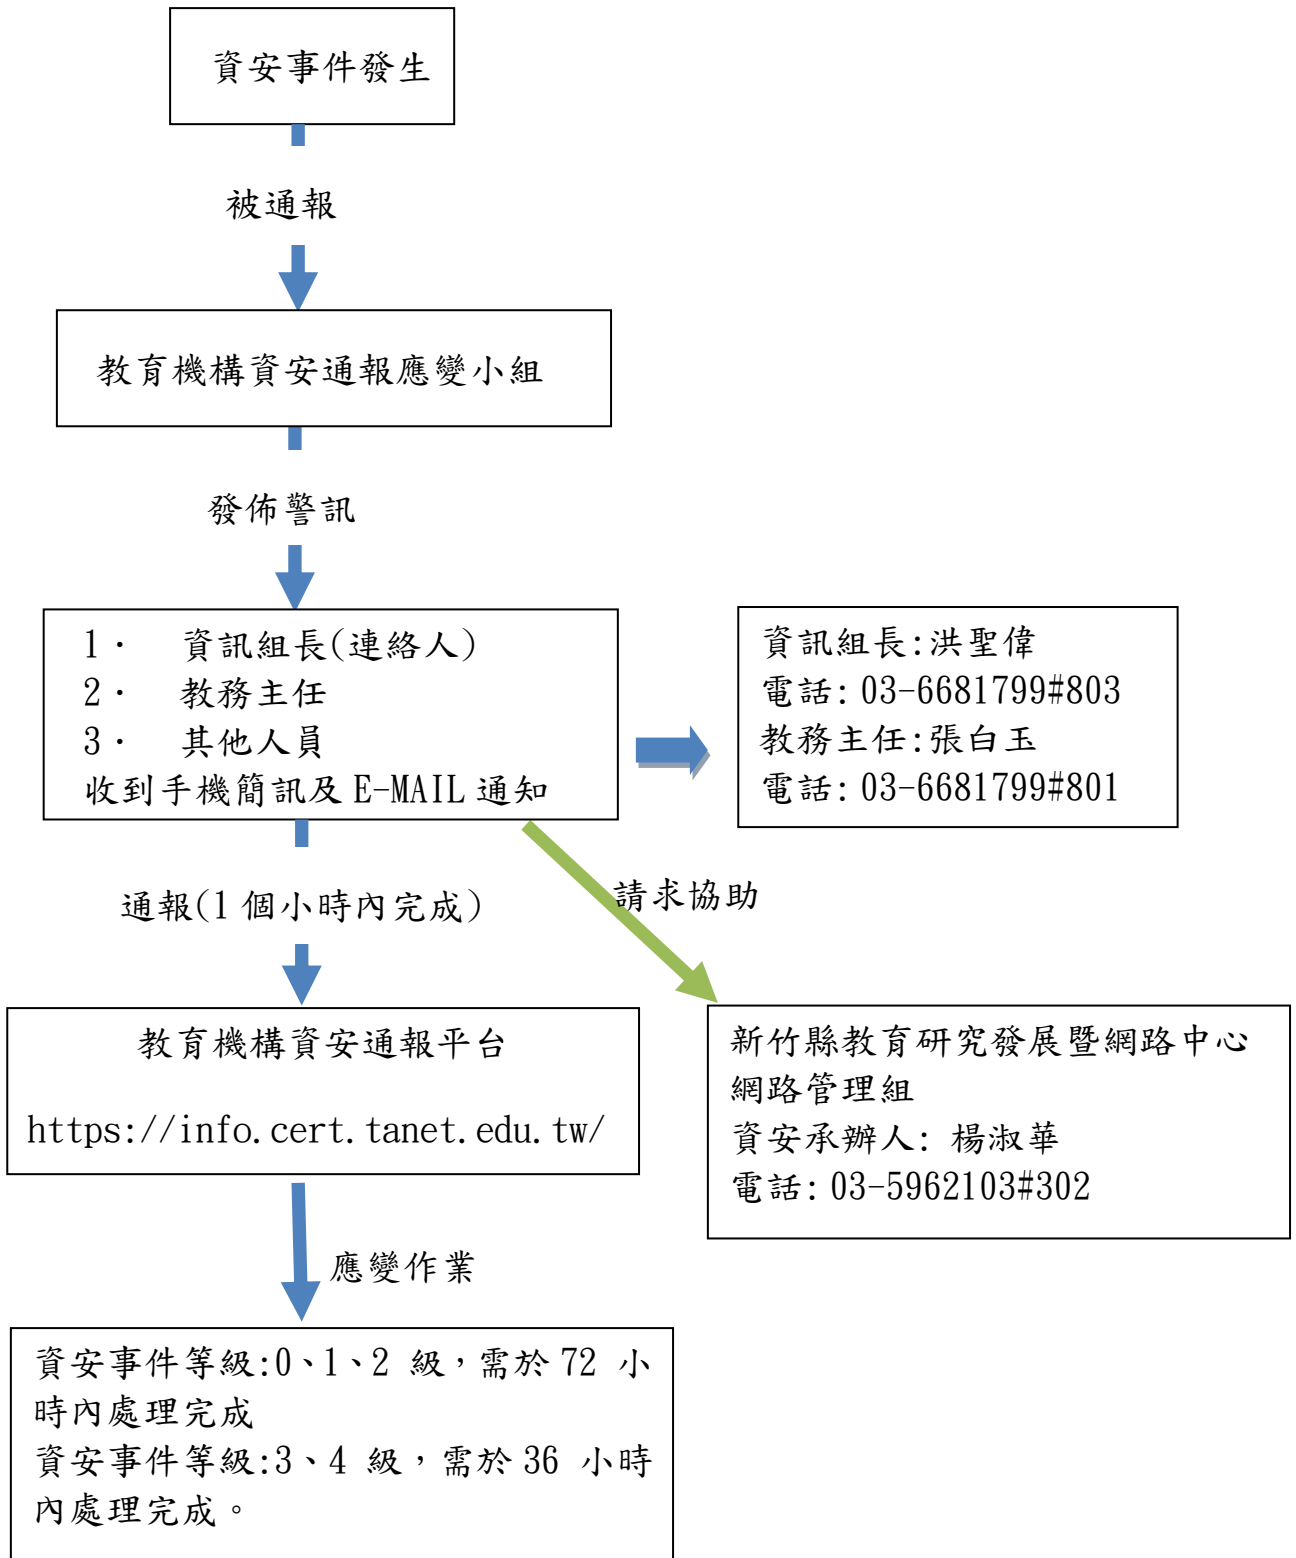 資安事件發生
被通報
教育機構資安通報應變小組
發佈警訊
1. 資訊組長(連絡人)
2. 教務主任
3. 其他人員
收到手機簡訊及 E-MAIL 通知
資訊組長:洪聖偉
電話: 03-6681799#803
教務主任:張白玉
電話: 03-6681799#801
通報(1 個小時內完成)
請求協助
教育機構資安通報平台
https://info.cert.tanet.edu.tw/
新竹縣教育研究發展暨網路中心
網路管理組
資安承辦人: 楊淑華
電話: 03-5962103#302
應變作業
資安事件等級:0、1、2 級，需於 72 小
時內處理完成
資安事件等級:3、4 級，需於 36 小時
內處理完成。